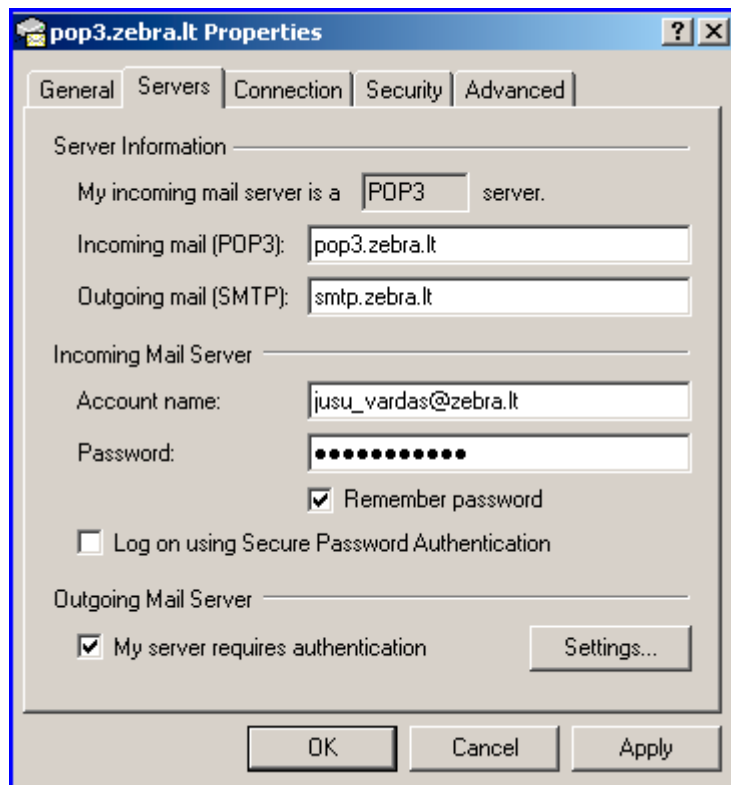 pop3.zebra.lt Properties
General Servers Connection Security Advanced
Server Information
My incoming mail server is a POP3 server.
Incoming mail (POP3): pop3.zebra.lt
Outgoing mail (SMTP): smtp.zebra.lt
Incoming Mail Server
Account name: jusu_vardas@zebra.lt
Password: ●●●●●●●●●●●
Remember password
Log on using Secure Password Authentication
Outgoing Mail Server
My server requires authentication Settings...
OK Cancel Apply